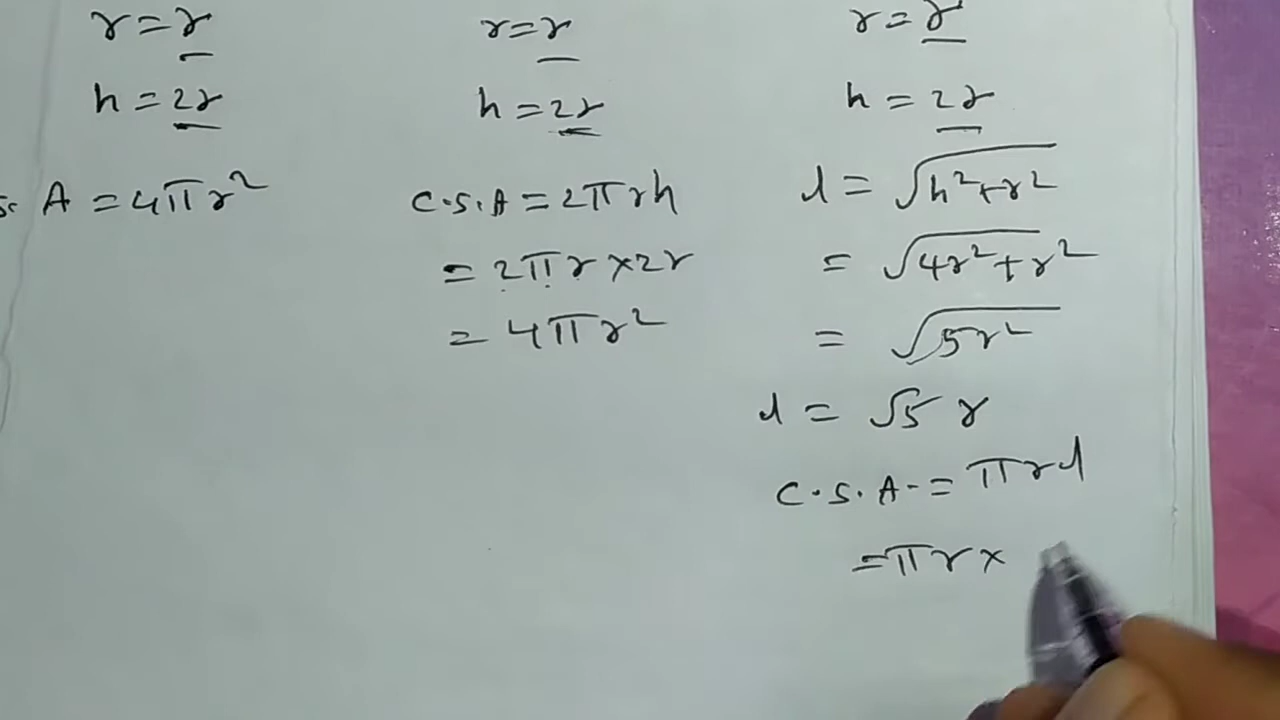 r = r
h = 2r
S. A = 4πr²
r = r
h = 2r
C.S.A = 2πrh
= 2πr × 2r
= 4πr²
r = r
h = 2r
l = √h²+r²
= √4r²+r²
= √5r²
l = √5 r
C.S.A. = πrl
= πr ×